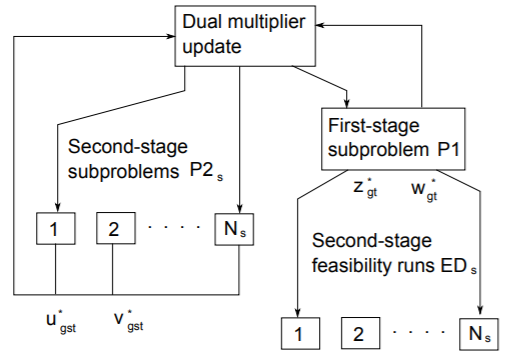 Dual multiplier
update
Second-stage
subproblems P2ₛ
First-stage
subproblem P1
z*gt w*gt
1 2 · · · · Nₛ
Second-stage
feasibility runs EDₛ
u*gst v*gst
1 2 · · · · Nₛ